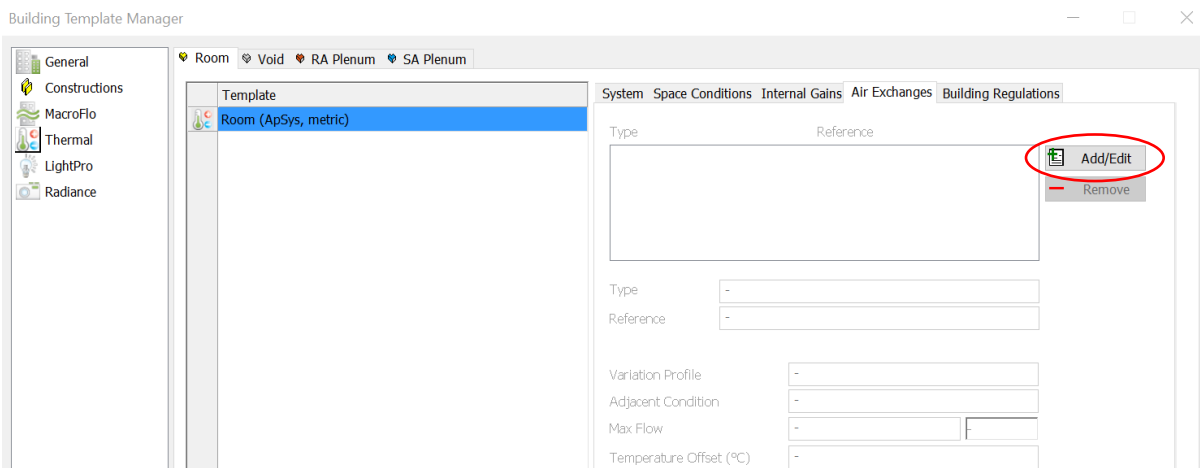 Building Template Manager
General
Constructions
MacroFlo
Thermal
LightPro
Radiance
Room Void RA Plenum SA Plenum
Template
Room (ApSys, metric)
System Space Conditions Internal Gains Air Exchanges Building Regulations
Type Reference
Add/Edit
Remove
Type -
Reference -
Variation Profile -
Adjacent Condition -
Max Flow - -
Temperature Offset (°C) -